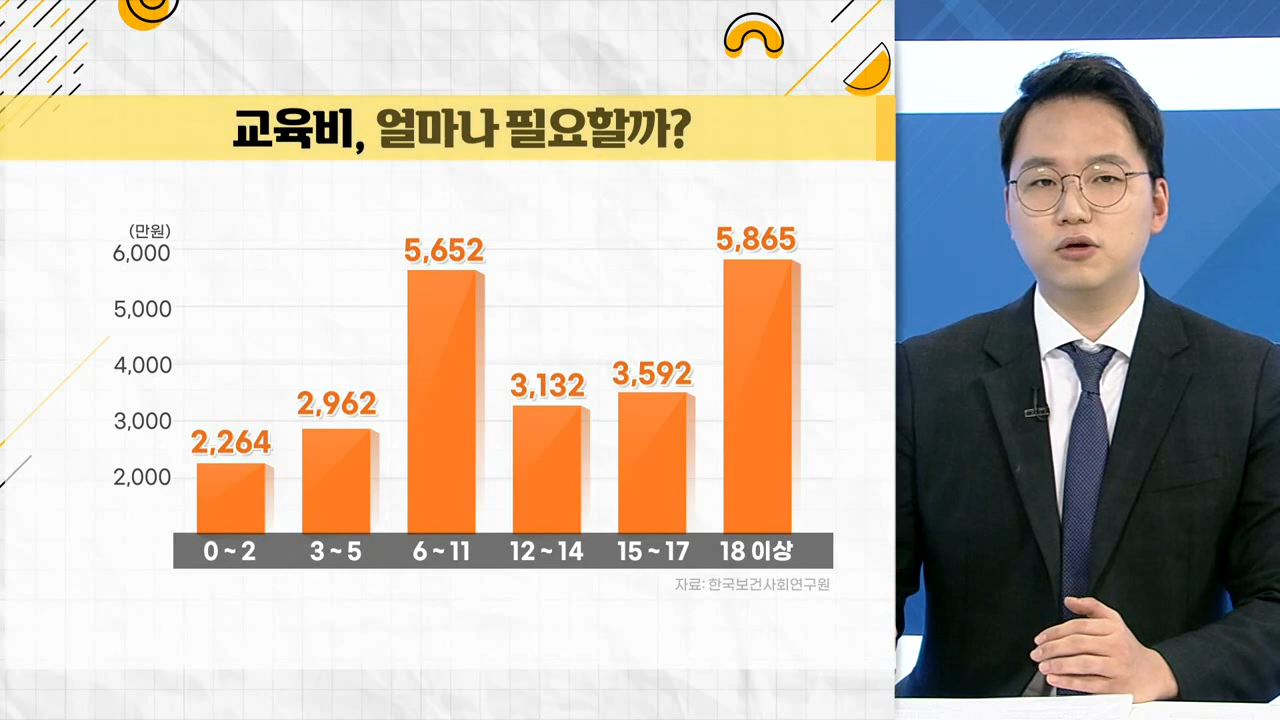 교육비, 얼마나 필요할까?
(만원)
6,000
5,000
4,000
3,000
2,000
2,264
2,962
5,652
3,132
3,592
5,865
0 ~ 2
3 ~ 5
6 ~ 11
12 ~ 14
15 ~ 17
18 이상
자료: 한국보건사회연구원